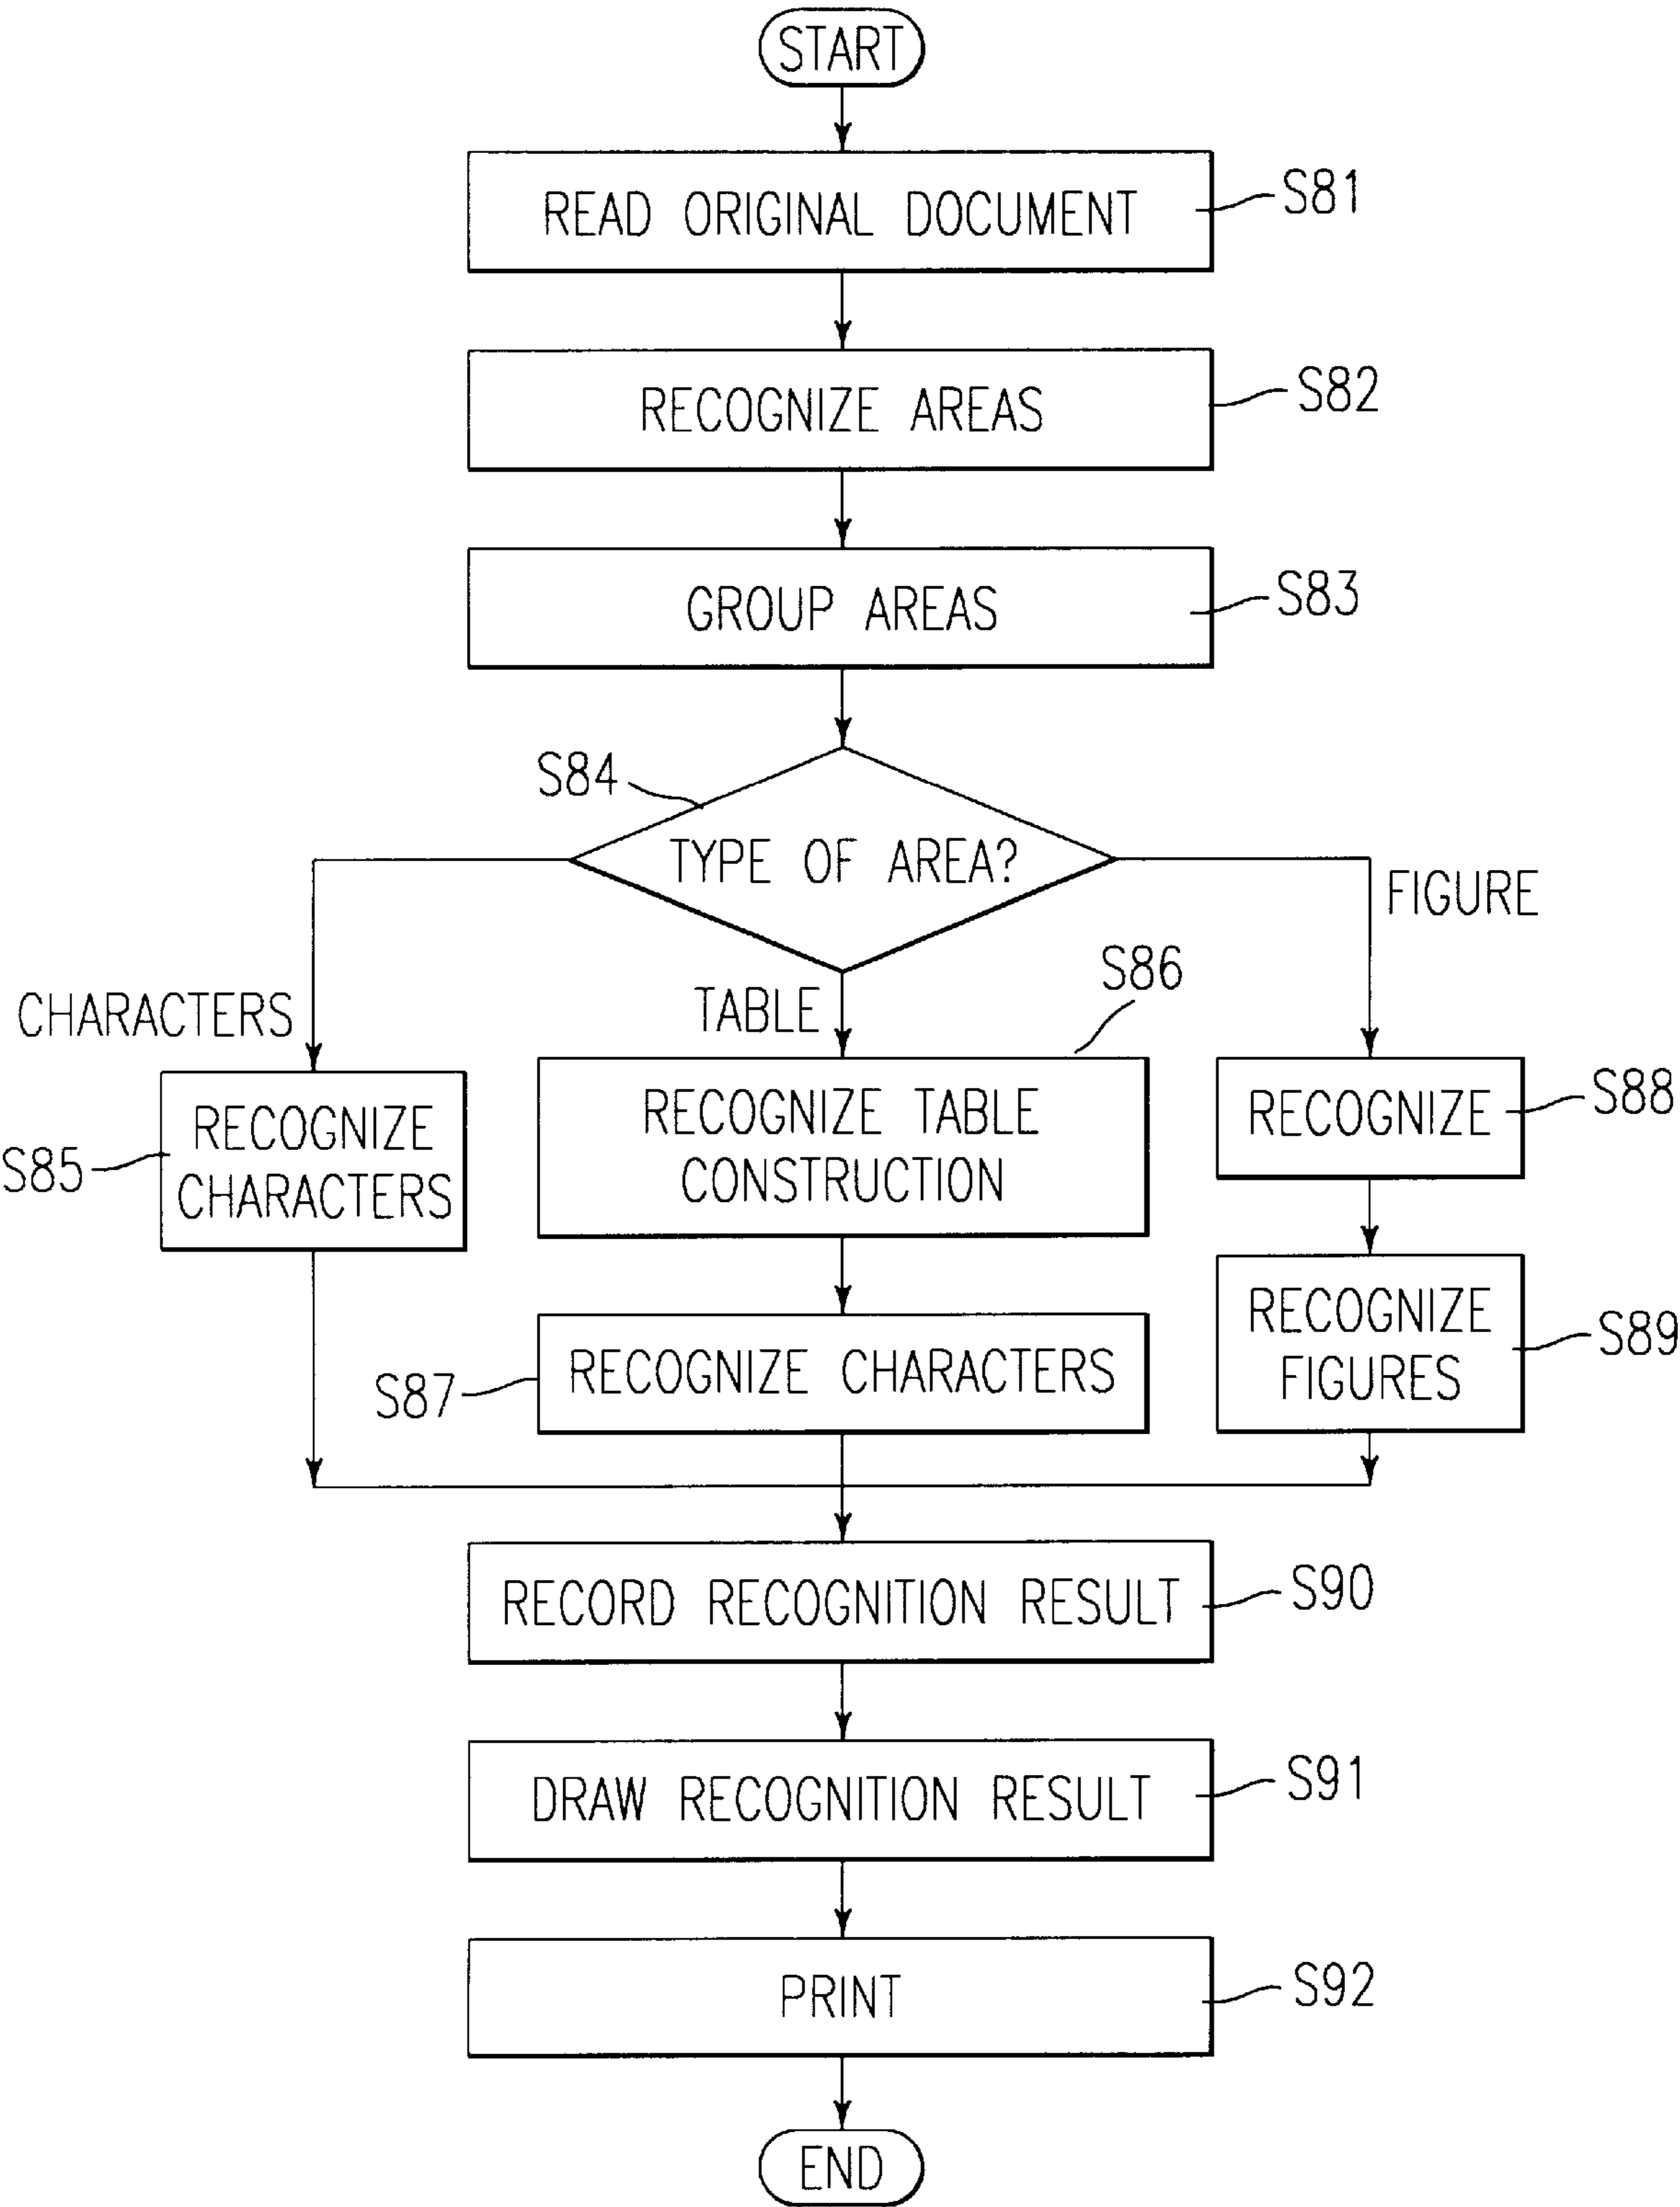 START
READ ORIGINAL DOCUMENT
S81
RECOGNIZE AREAS
S82
GROUP AREAS
S83
S84
TYPE OF AREA?
CHARACTERS
TABLE
FIGURE
S85
RECOGNIZE
CHARACTERS
S86
RECOGNIZE TABLE
CONSTRUCTION
S87
RECOGNIZE CHARACTERS
RECOGNIZE
S88
RECOGNIZE
FIGURES
S89
RECORD RECOGNITION RESULT
S90
DRAW RECOGNITION RESULT
S91
PRINT
S92
END